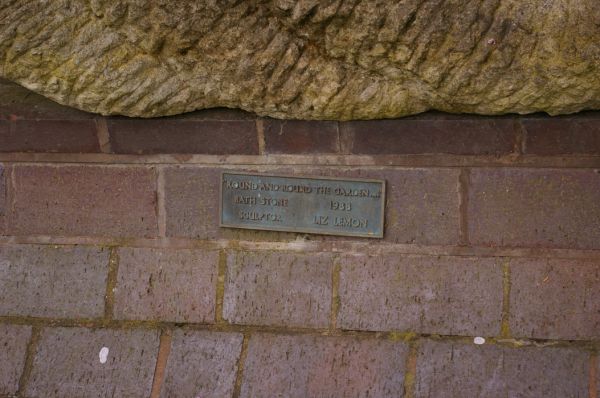 "ROUND AND ROUND THE GARDEN...."
BATH STONE 1988
SCULPTOR LIZ LEMON